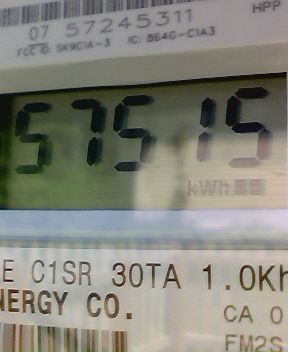 HPP
07 57245311
FCC ID: SK9C1A-3 IC: 864G-C1A3
57515
kWh
E C1SR 30TA 1.0Kh
NERGY CO.
CA 0
FM2S